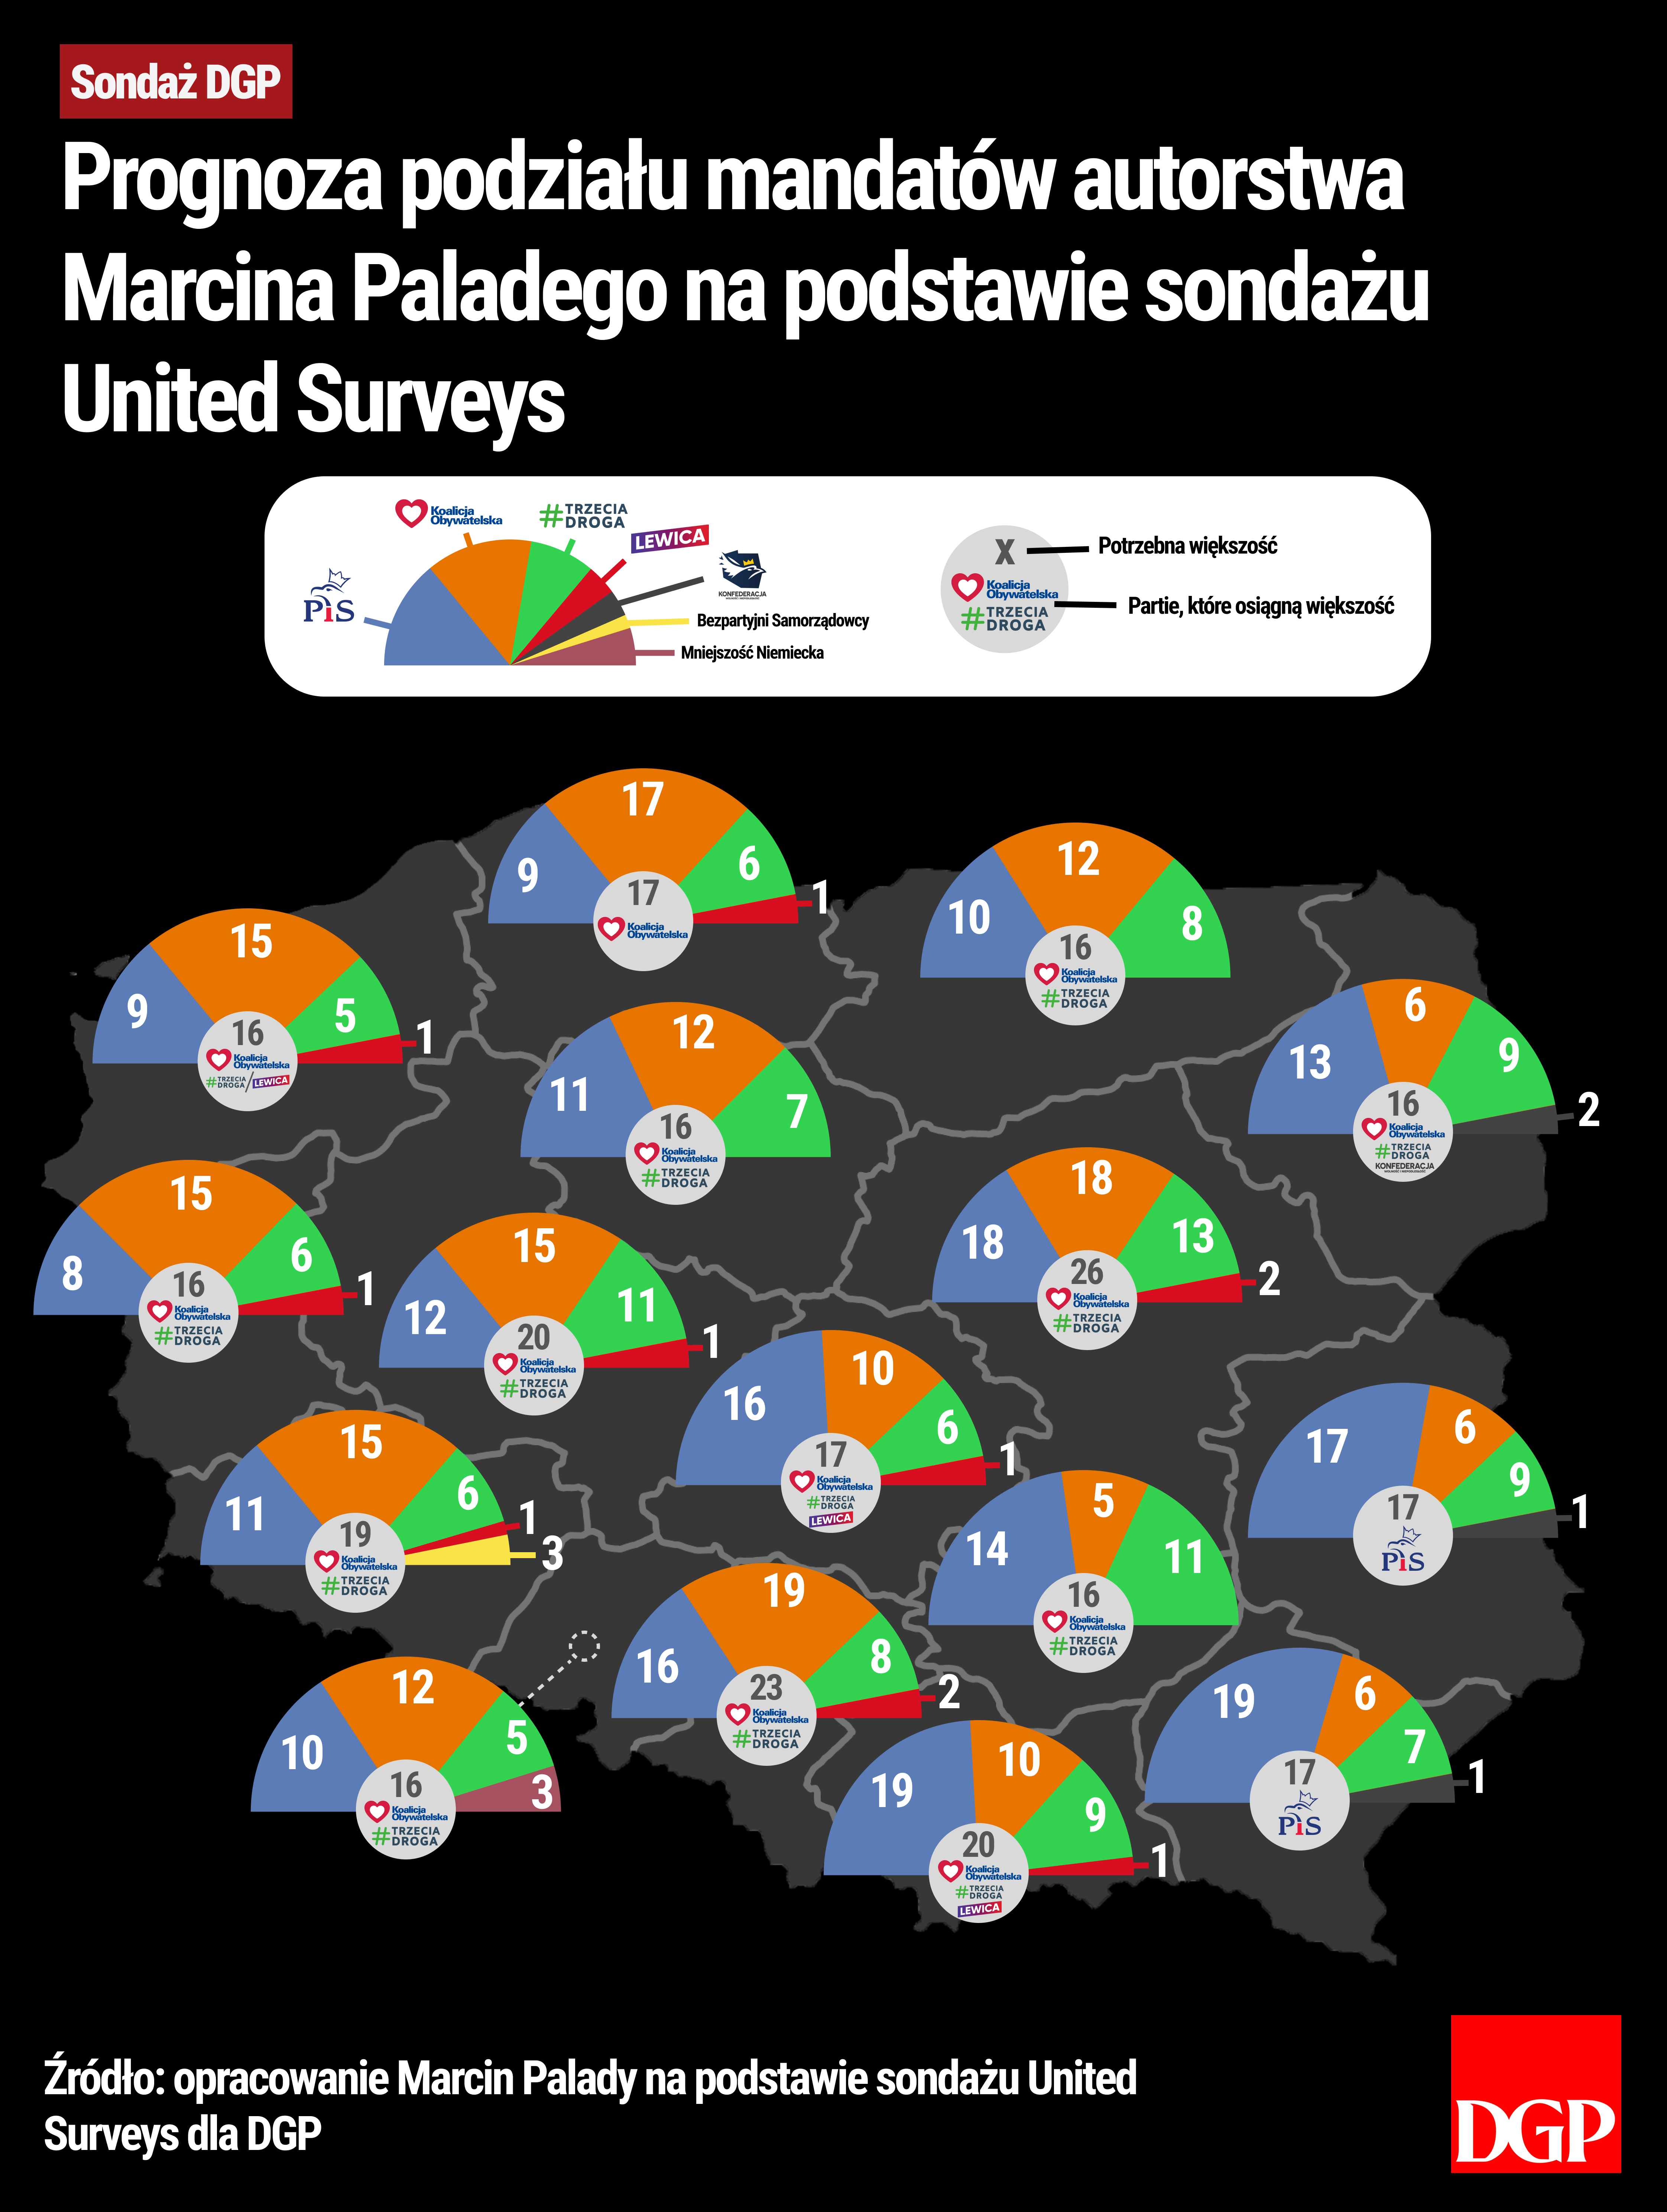 Sondaż DGP
Prognoza podziału mandatów autorstwa
Marcina Paladego na podstawie sondażu
United Surveys
Koalicja
Obywatelska
#TRZECIA
DROGA
LEWICA
KONFEDERACJA
PiS
Bezpartyjni Samorządowcy
Mniejszość Niemiecka
X
Koalicja
Obywatelska
#TRZECIA
DROGA
Potrzebna większość
Partie, które osiągną większość
9
17
6
1
17
Koalicja
Obywatelska
10
12
8
16
Koalicja
Obywatelska
#TRZECIA
DROGA
9
15
5
1
16
Koalicja
Obywatelska
#TRZECIA
DROGA/LEWICA
11
12
7
16
Koalicja
Obywatelska
#TRZECIA
DROGA
13
6
9
2
16
Koalicja
Obywatelska
#TRZECIA
DROGA
KONFEDERACJA
8
15
6
1
16
Koalicja
Obywatelska
#TRZECIA
DROGA
12
15
11
1
20
Koalicja
Obywatelska
#TRZECIA
DROGA
18
18
13
2
26
Koalicja
Obywatelska
#TRZECIA
DROGA
16
10
6
1
17
Koalicja
Obywatelska
#TRZECIA
DROGA
LEWICA
17
6
9
1
17
PiS
11
15
6
1
3
19
Koalicja
Obywatelska
#TRZECIA
DROGA
14
5
11
16
Koalicja
Obywatelska
#TRZECIA
DROGA
16
19
8
2
23
Koalicja
Obywatelska
#TRZECIA
DROGA
10
12
5
3
16
Koalicja
Obywatelska
#TRZECIA
DROGA
19
10
9
1
20
Koalicja
Obywatelska
#TRZECIA
DROGA
LEWICA
19
6
7
1
17
PiS
Źródło: opracowanie Marcin Palady na podstawie sondażu United
Surveys dla DGP
DGP